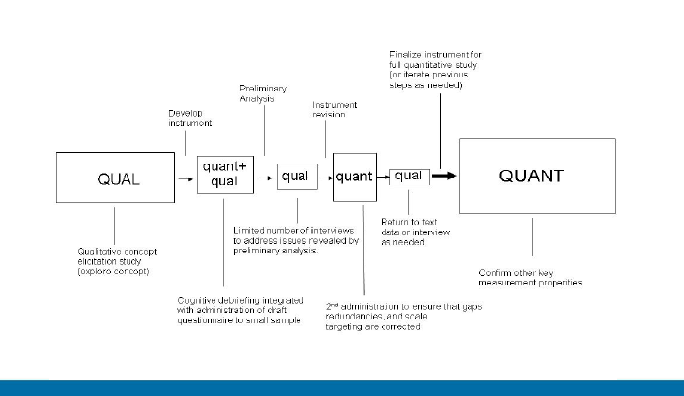 Finalize instrument for
full quantitative study
(or iterate previous
steps as needed)
Preliminary
Analysis
Instrument
revision
Develop
instrument
QUAL
quant+
qual
qual
quant
qual
QUANT
Limited number of interviews
to address issues revealed by
preliminary analysis.
Return to text
data or interview
as needed
Qualitative concept
elicitation study
(explore concept)
Confirm other key
measurement properities
Cognitive debriefing integrated
with administration of draft
questionnaire to small sample
2nd administration to ensure that gaps
redundancies, and scale
targeting are corrected